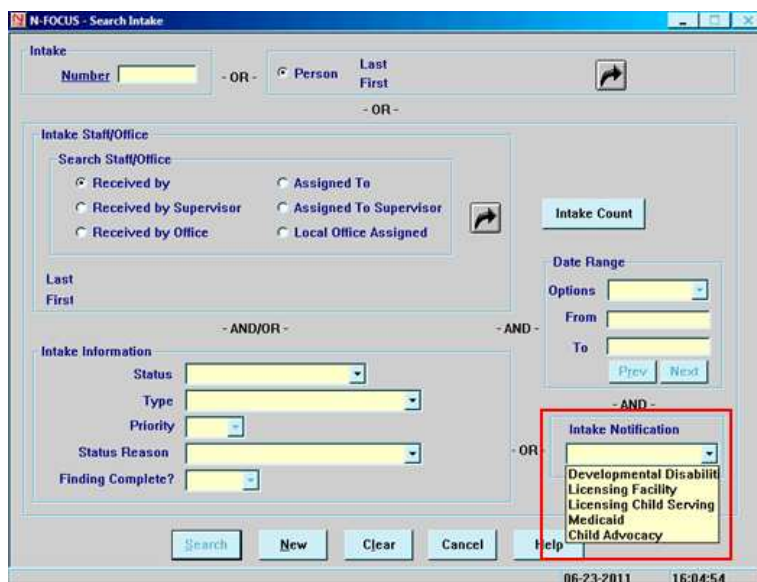 N-FOCUS - Search Intake
Intake
Number
- OR -
Person
Last
First
- OR -
Intake Staff/Office
Search Staff/Office
Received by
Assigned To
Received by Supervisor
Assigned To Supervisor
Received by Office
Local Office Assigned
Intake Count
Last
First
Date Range
Options
From
To
Prev
Next
- AND/OR -
- AND -
Intake Information
Status
Type
Priority
Status Reason
Finding Complete?
- AND -
- OR -
Intake Notification
Developmental Disabiliti
Licensing Facility
Licensing Child Serving
Medicaid
Child Advocacy
Search
New
Clear
Cancel
Help
06-23-2011
16:04:54